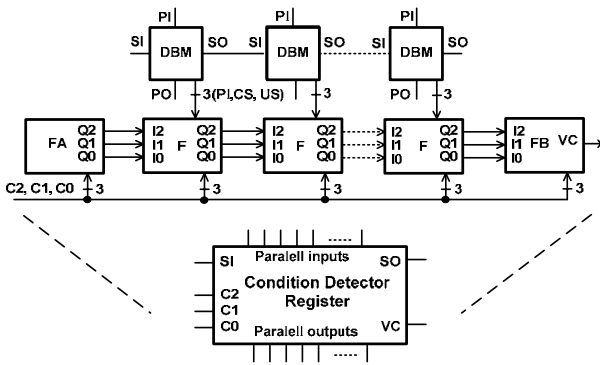 PI PI PI
SI DBM SO SI DBM SO SI DBM SO
PO 3(PI,CS, US) 3 PO 3
Q2 I2 Q2 I2 Q2 I2 Q2 I2
FA Q1 I1 F Q1 I1 F Q1 I1 F Q1 I1 FB VC
Q0 I0 Q0 I0 Q0 I0 Q0 I0
C2, C1, C0 3 3 3 3 3
Paralell inputs
SI SO
Condition Detector
Register
C2
C1
C0 VC
Paralell outputs